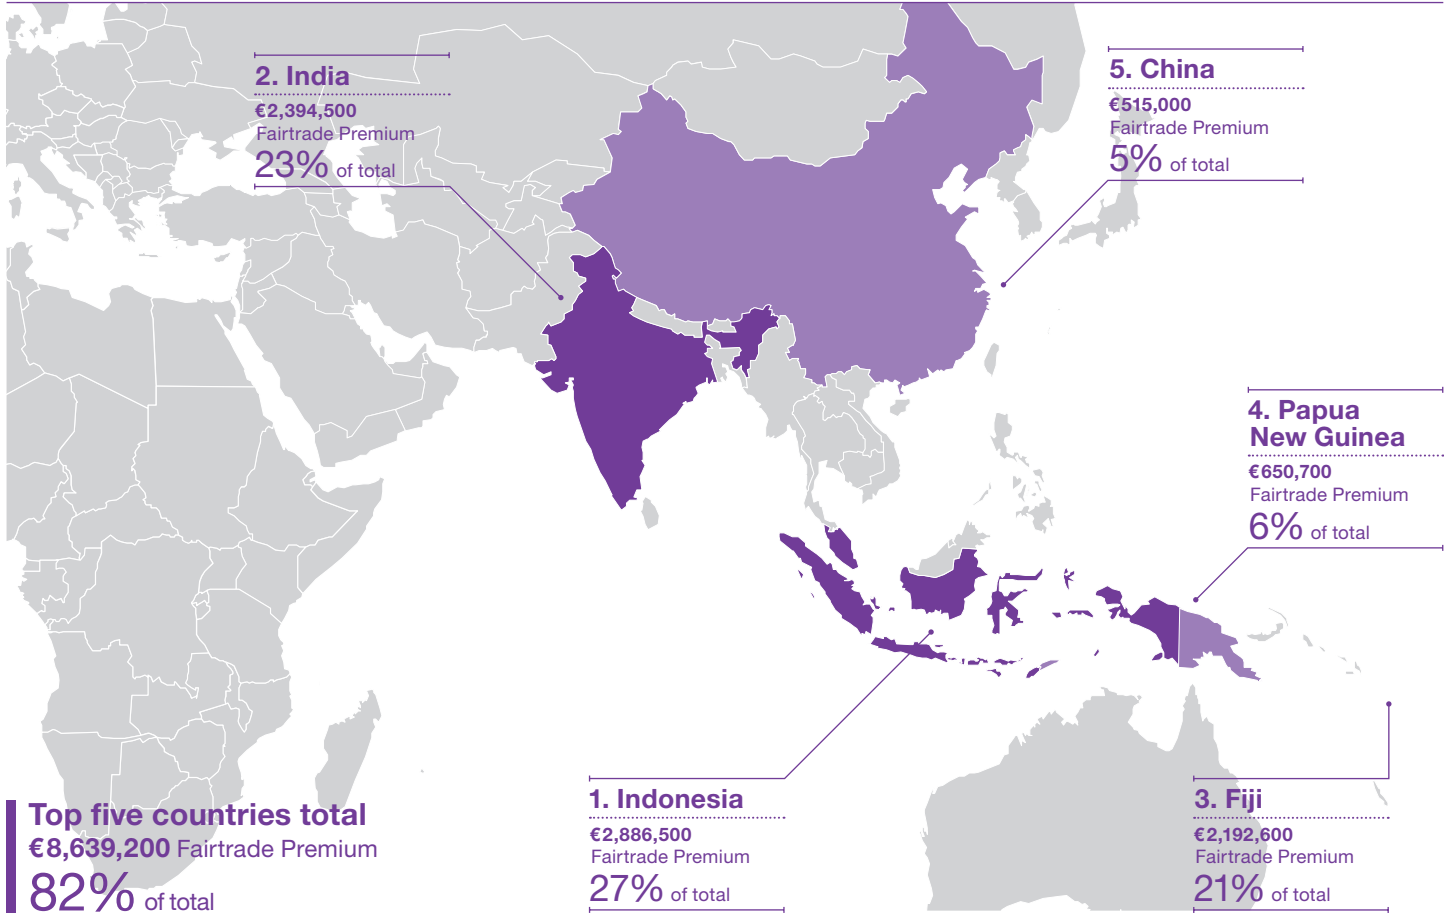 2. India
€2,394,500
Fairtrade Premium
23% of total
5. China
€515,000
Fairtrade Premium
5% of total
4. Papua
New Guinea
€650,700
Fairtrade Premium
6% of total
1. Indonesia
€2,886,500
Fairtrade Premium
27% of total
3. Fiji
€2,192,600
Fairtrade Premium
21% of total
Top five countries total
€8,639,200 Fairtrade Premium
82% of total